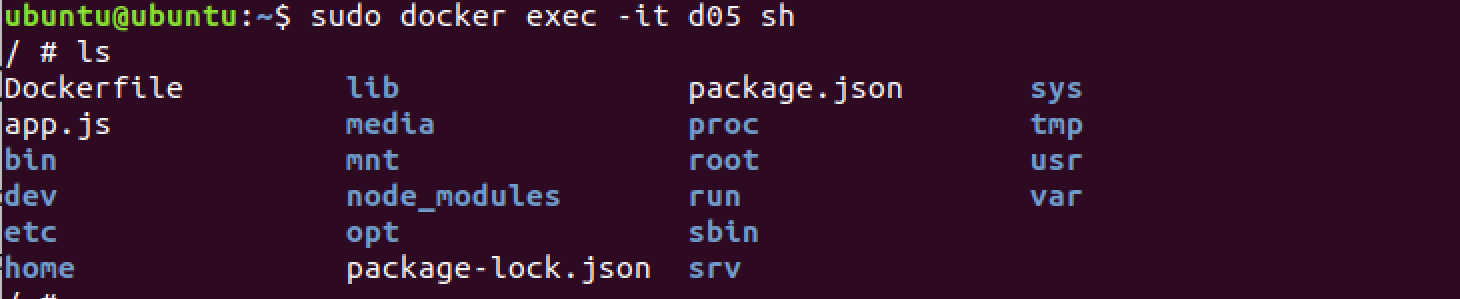 ubuntu@ubuntu:~$ sudo docker exec -it d05 sh
/ # ls
Dockerfile         lib                package.json       sys
app.js             media              proc               tmp
bin                mnt                root               usr
dev                node_modules       run                var
etc                opt                sbin
home               package-lock.json  srv
/ #